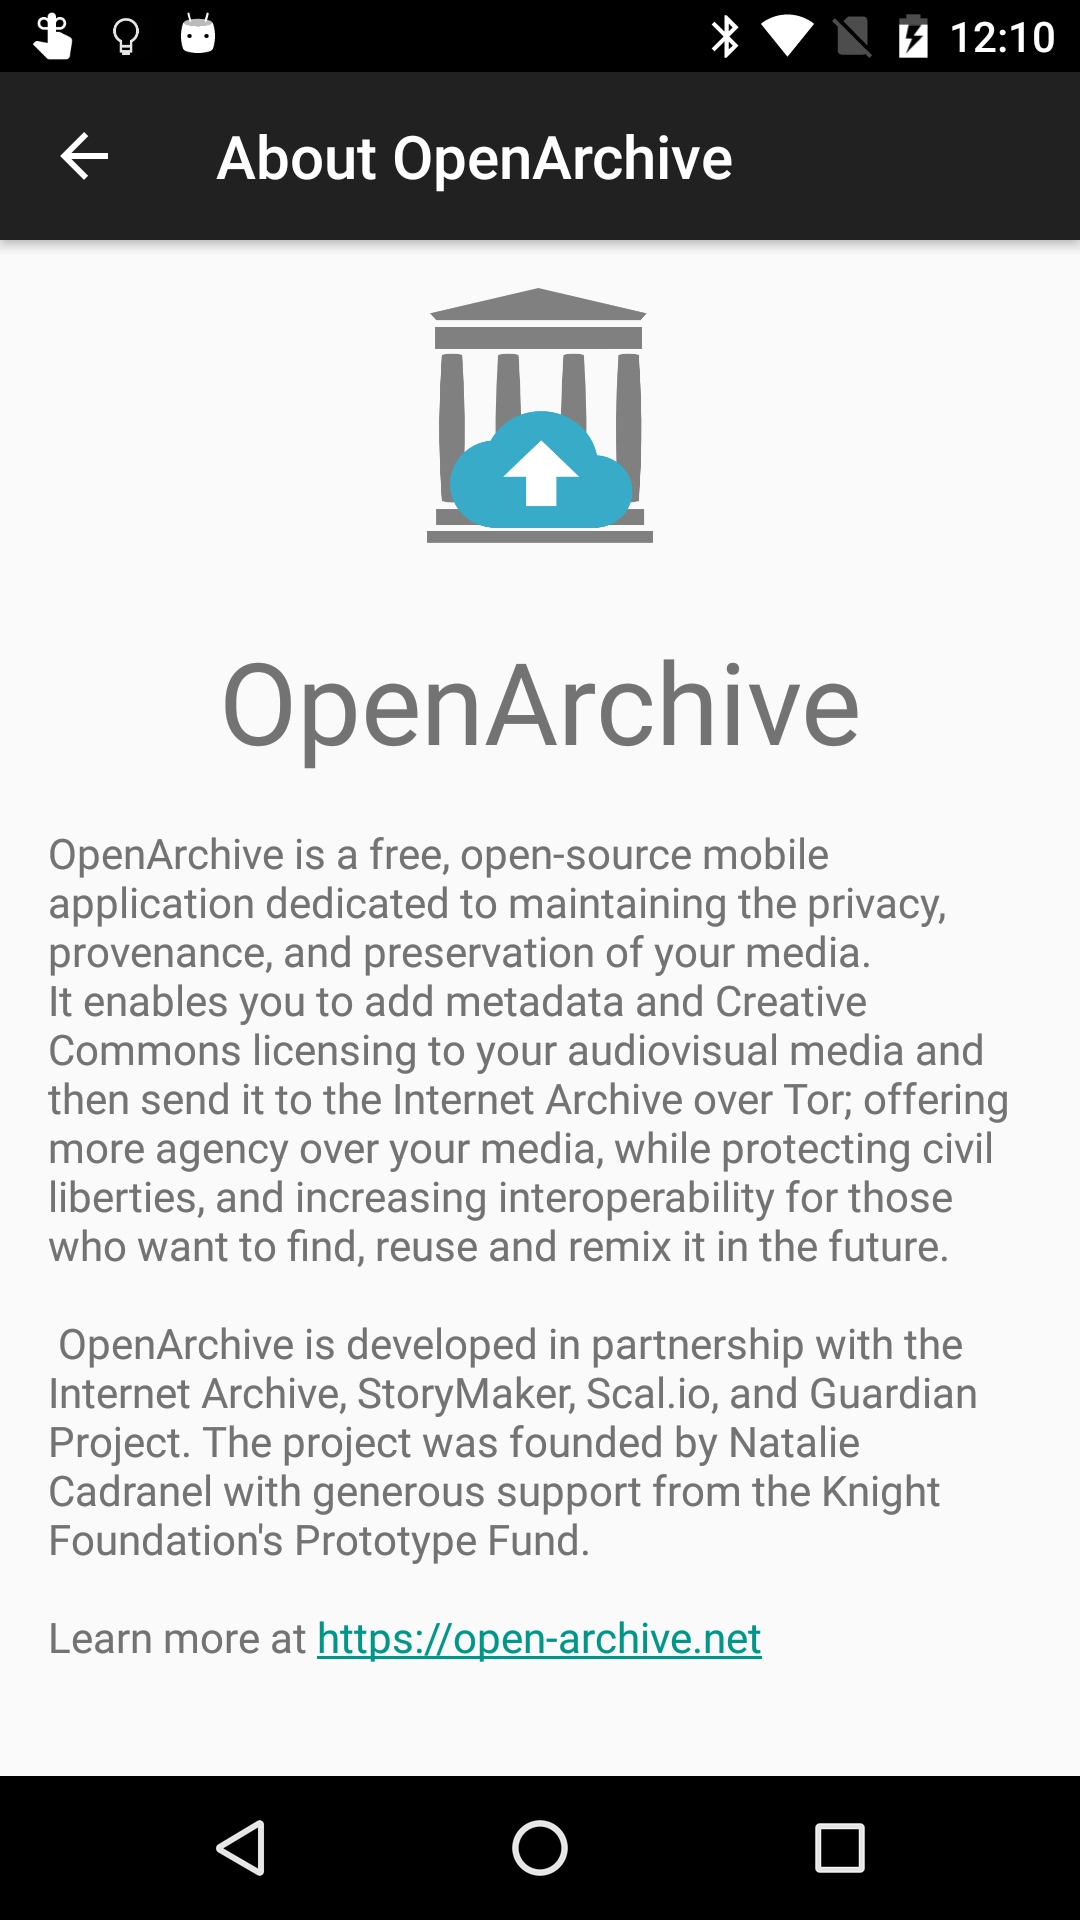 12:10
About OpenArchive
OpenArchive
OpenArchive is a free, open-source mobile
application dedicated to maintaining the privacy,
provenance, and preservation of your media.
It enables you to add metadata and Creative
Commons licensing to your audiovisual media and
then send it to the Internet Archive over Tor; offering
more agency over your media, while protecting civil
liberties, and increasing interoperability for those
who want to find, reuse and remix it in the future.
OpenArchive is developed in partnership with the
Internet Archive, StoryMaker, Scal.io, and Guardian
Project. The project was founded by Natalie
Cadranel with generous support from the Knight
Foundation's Prototype Fund.
Learn more at https://open-archive.net